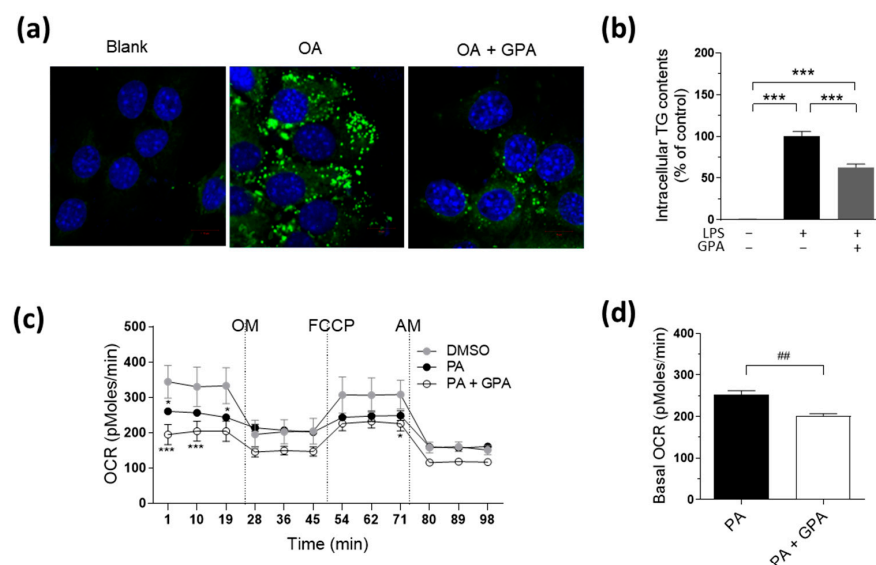 (a)
Blank
OA
OA + GPA
(b)
Intracellular TG contents
(% of control)
200
150
100
50
0
***
***
***
LPS – + +
GPA – – +
(c)
OCR (pMoles/min)
500
400
300
200
100
0
OM
FCCP
AM
DMSO
PA
PA + GPA
*
*
***
***
*
1 10 19 28 36 45 54 62 71 80 89 98
Time (min)
(d)
Basal OCR (pMoles/min)
400
300
200
100
0
##
PA
PA + GPA